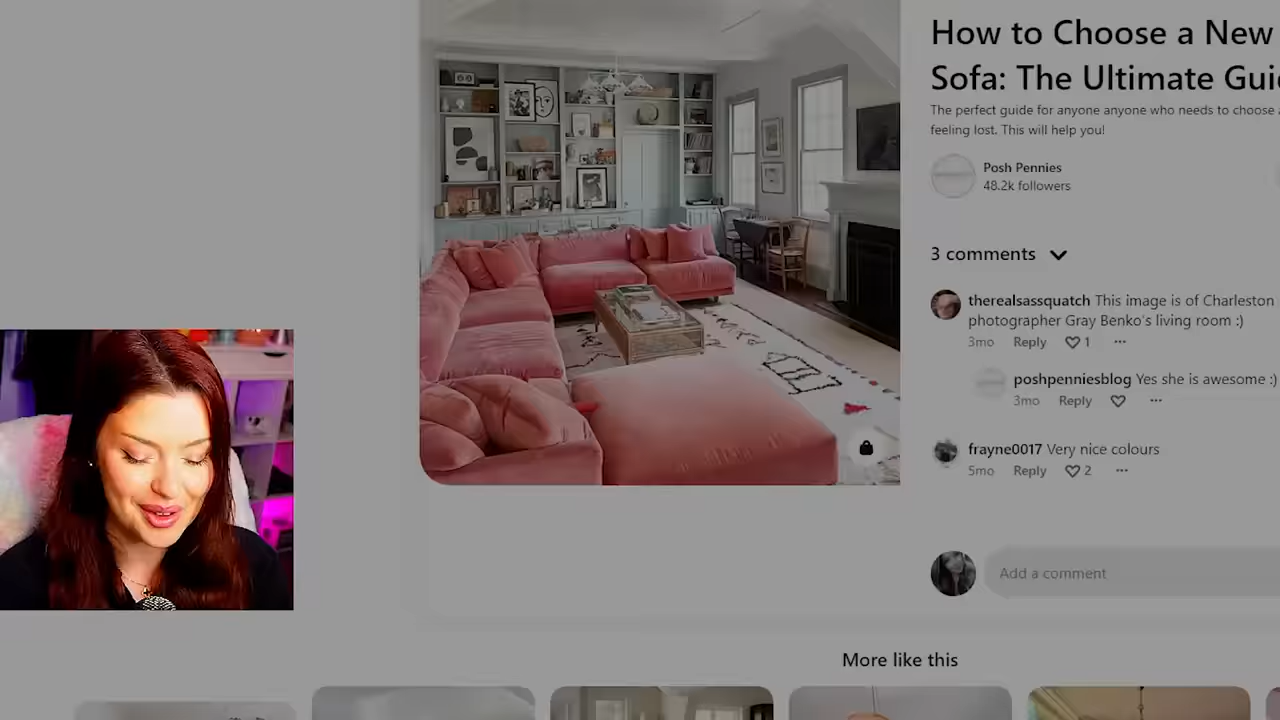 How to Choose a New
Sofa: The Ultimate Gui
The perfect guide for anyone anyone who needs to choose
feeling lost. This will help you!
Posh Pennies
48.2k followers
3 comments
therealsassquatch This image is of Charleston
photographer Gray Benko's living room :)
3mo Reply 1 ...
poshpenniesblog Yes she is awesome :)
3mo Reply ...
frayne0017 Very nice colours
5mo Reply 2 ...
Add a comment
More like this